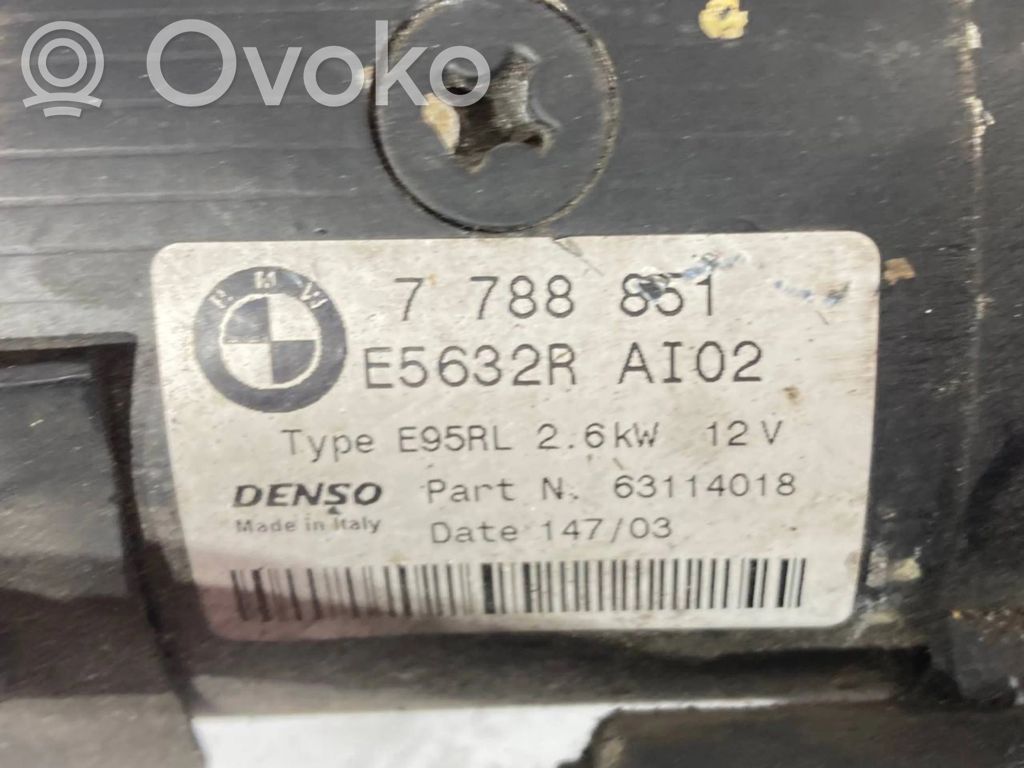 Ovoko
BMW
7 788 851
E5632R AI02
Type E95RL 2.6kW 12V
DENSO Part N. 63114018
Made in Italy
Date 147/03